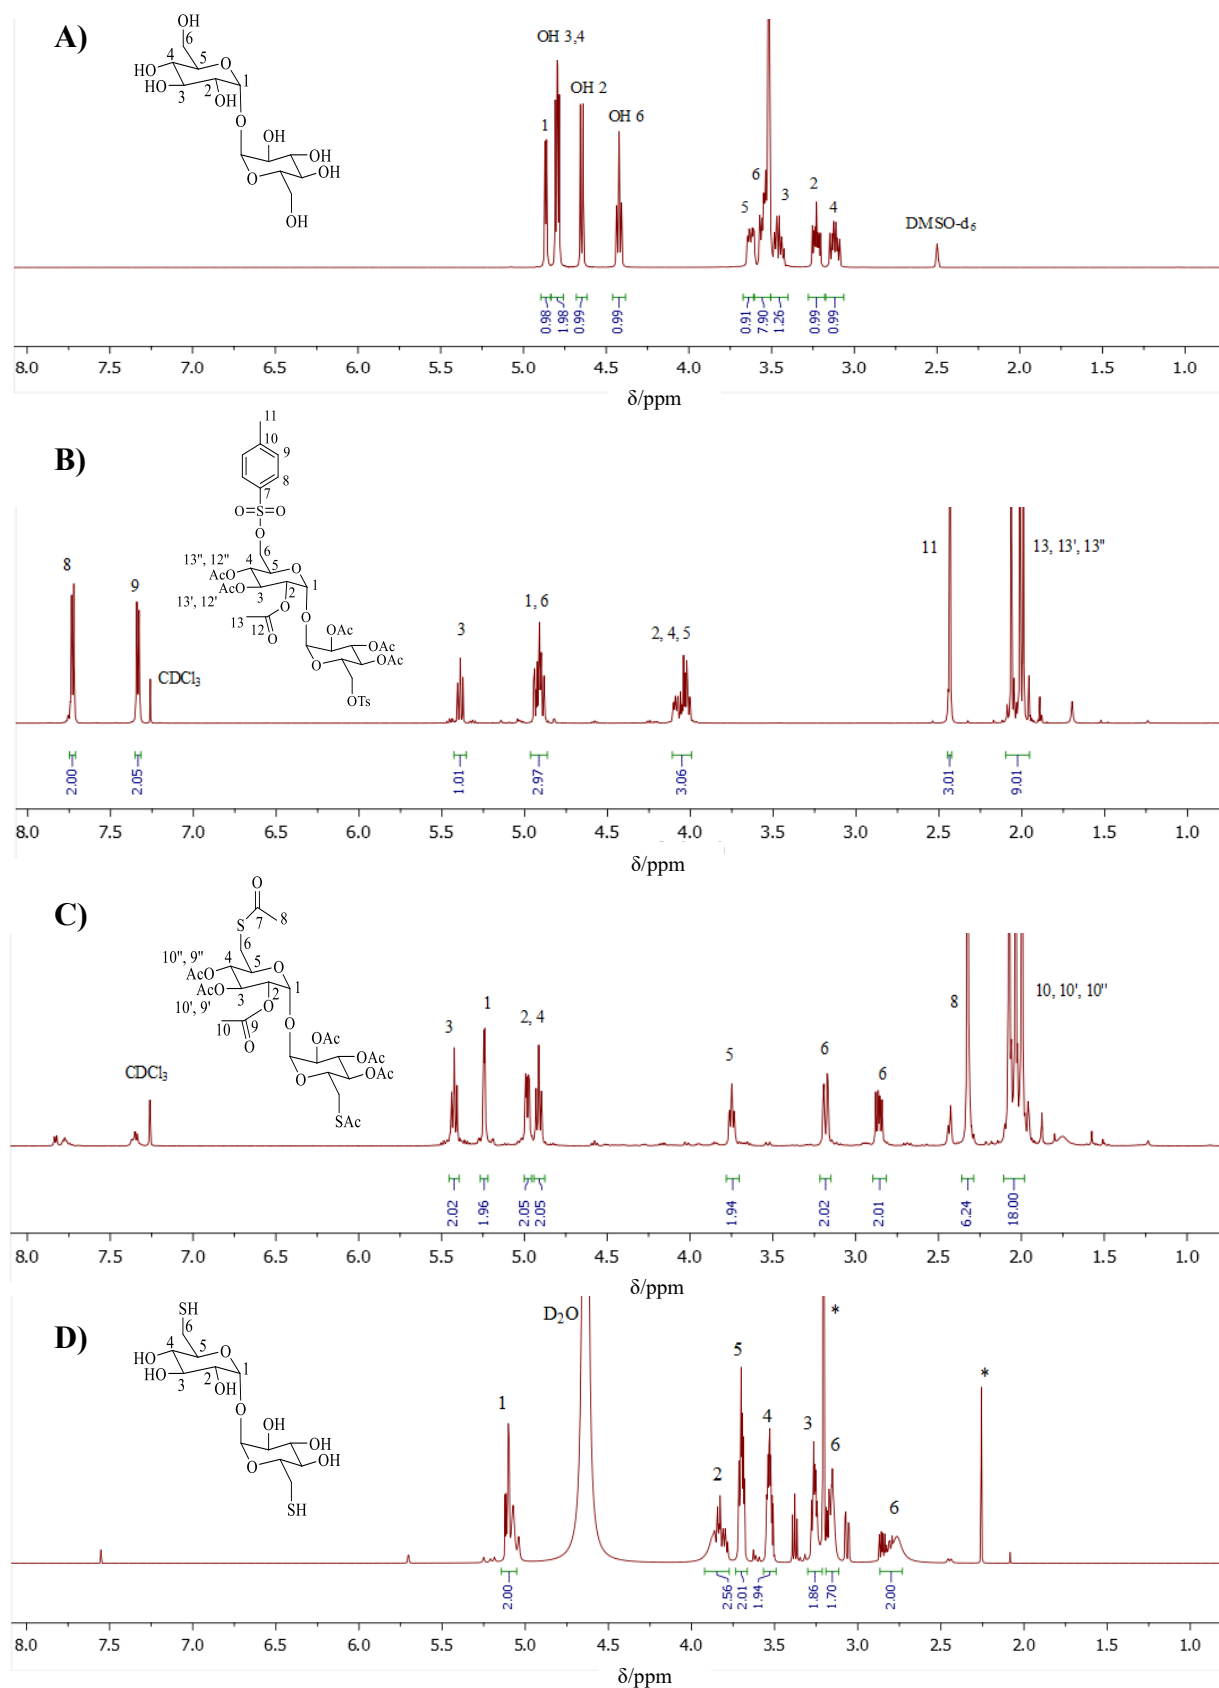 A)
OH
6
4
5
HO
O
1
HO
3
2
OH
O
OH
OH
O
OH
OH
1
OH 3,4
OH 2
OH 6
5
6
3
2
4
DMSO-d6
0.98
1.98
0.99
0.99
0.91
7.90
1.26
0.99
0.99
8.0 7.5 7.0 6.5 6.0 5.5 5.0 4.5 4.0 3.5 3.0 2.5 2.0 1.5 1.0
δ/ppm
B)
11
10
9
8
7
O=S=O
O
6
13'', 12''
4
5
O
AcO
1
AcO
3
2
13', 12'
O
O
13
12
O
OAc
OAc
O
OAc
OTs
8
9
CDCl3
3
1, 6
2, 4, 5
11
13, 13', 13''
2.00
2.05
1.01
2.97
3.06
3.01
9.01
8.0 7.5 7.0 6.5 6.0 5.5 5.0 4.5 4.0 3.5 3.0 2.5 2.0 1.5 1.0
δ/ppm
C)
O
7
8
S
6
10'', 9''
4
5
O
AcO
1
AcO
3
2
10', 9'
O
O
10
9
O
OAc
OAc
O
OAc
SAc
CDCl3
3
1
2, 4
5
6
6
8
10, 10', 10''
2.02
1.96
2.05
2.05
1.94
2.02
2.01
6.24
18.00
8.0 7.5 7.0 6.5 6.0 5.5 5.0 4.5 4.0 3.5 3.0 2.5 2.0 1.5 1.0
δ/ppm
D)
SH
6
4
5
HO
O
1
HO
3
2
OH
O
OH
OH
O
OH
SH
1
D2O
2
5
4
3
*
6
6
*
2.00
2.56
2.01
1.94
1.86
1.70
2.00
8.0 7.5 7.0 6.5 6.0 5.5 5.0 4.5 4.0 3.5 3.0 2.5 2.0 1.5 1.0
δ/ppm